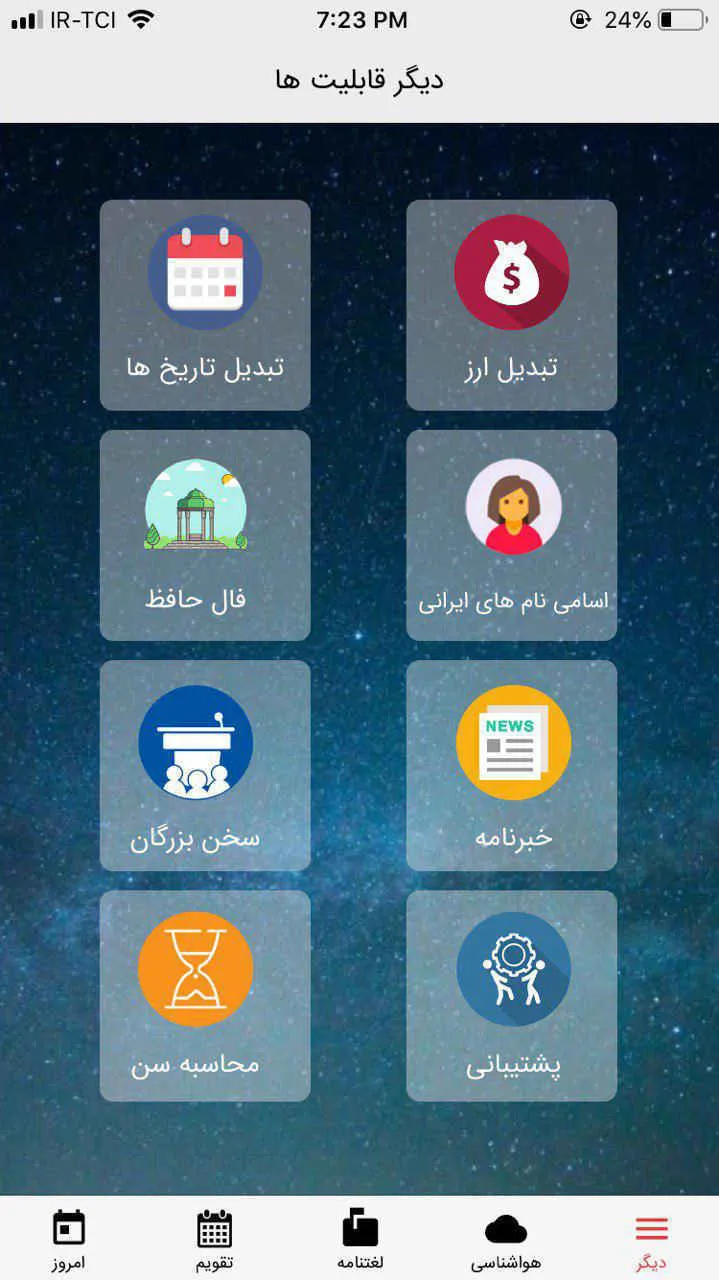 IR-TCI 7:23 PM 24%
دیگر قابلیت ها
تبدیل ارز
تبدیل تاریخ ها
$
اسامی نام های ایرانی
فال حافظ
NEWS
خبرنامه
سخن بزرگان
پشتیبانی
محاسبه سن
دیگر
هواشناسی
لغتنامه
تقویم
امروز